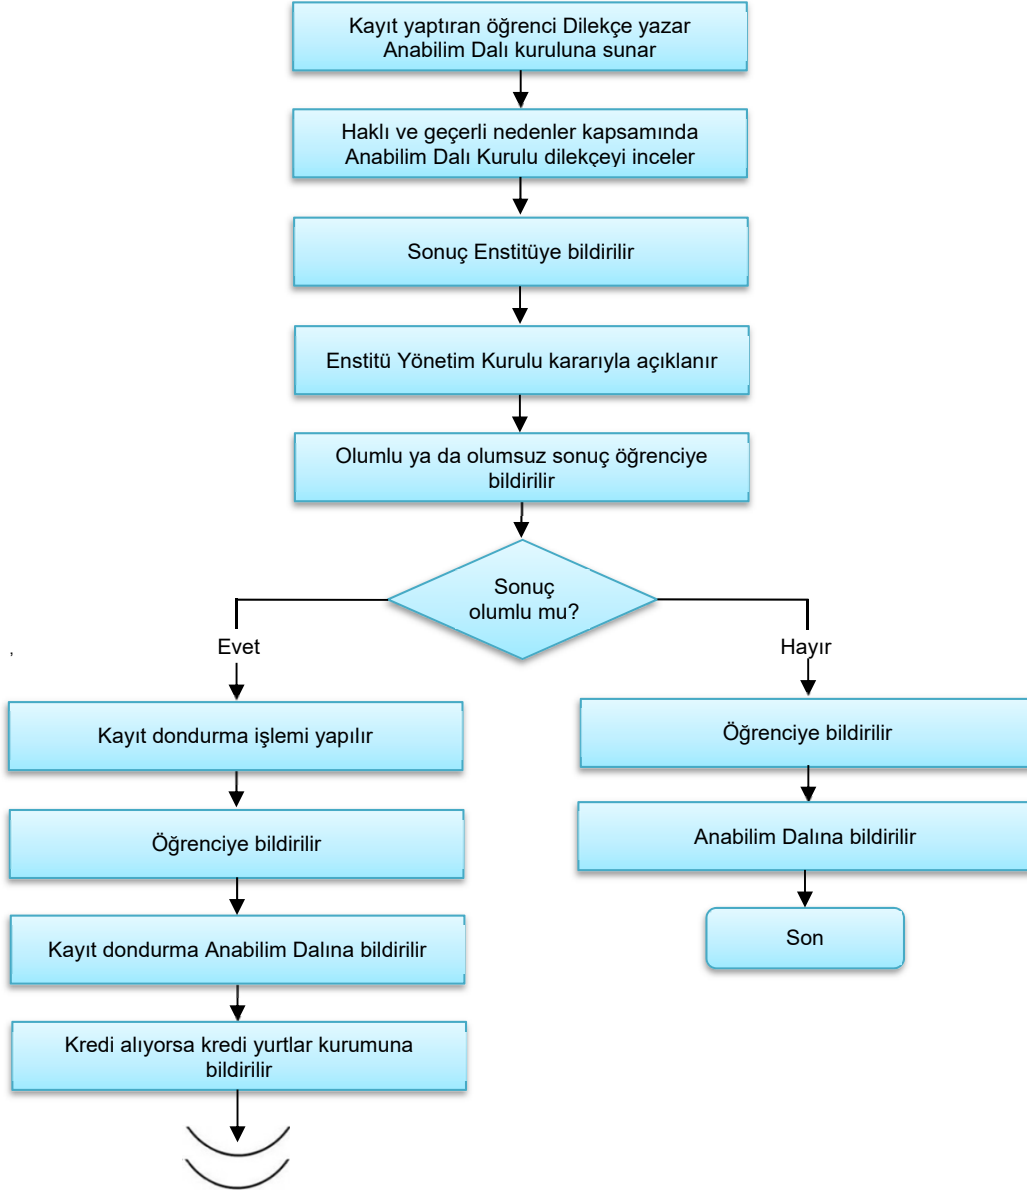 Kayıt yaptıran öğrenci Dilekçe yazar
Anabilim Dalı kuruluna sunar
Haklı ve geçerli nedenler kapsamında
Anabilim Dalı Kurulu dilekçeyi inceler
Sonuç Enstitüye bildirilir
Enstitü Yönetim Kurulu kararıyla açıklanır
Olumlu ya da olumsuz sonuç öğrenciye
bildirilir
Sonuç
olumlu mu?
,
Evet
Kayıt dondurma işlemi yapılır
Öğrenciye bildirilir
Kayıt dondurma Anabilim Dalına bildirilir
Kredi alıyorsa kredi yurtlar kurumuna
bildirilir
Hayır
Öğrenciye bildirilir
Anabilim Dalına bildirilir
Son